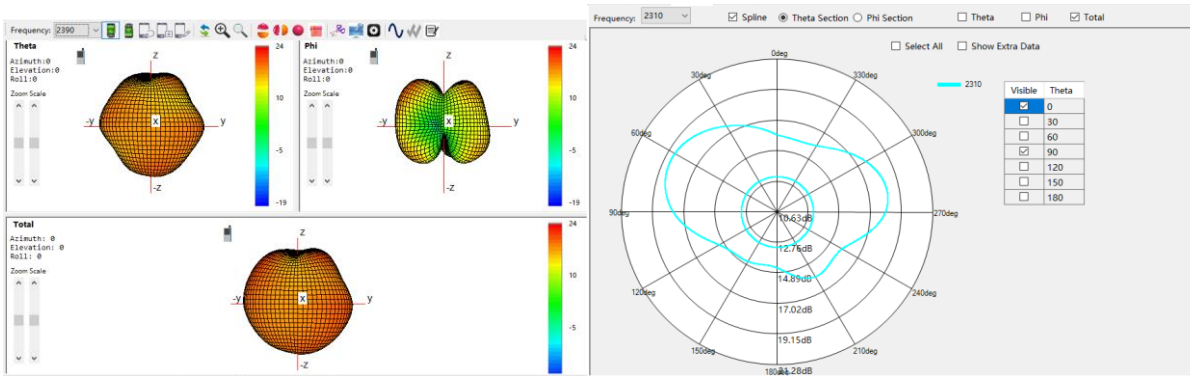 Frequency: 2390
Theta
Azimuth:0
Elevation:0
Roll:0
Zoom Scale
z
-y
x
y
-z
24
10
-5
-19
Phi
Azimuth:0
Elevation:0
Roll:0
Zoom Scale
z
-y
x
y
-z
24
10
-5
-19
Total
Azimuth: 0
Elevation: 0
Roll: 0
Zoom Scale
z
-y
x
y
-z
24
10
-5
Frequency: 2310
Spline Theta Section Phi Section Theta Phi Total
Select All Show Extra Data
0deg
30deg
330deg
60deg
300deg
90deg
270deg
120deg
240deg
150deg
210deg
180deg
10.63dB
12.76dB
14.89dB
17.02dB
19.15dB
21.28dB
2310
Visible Theta
0
30
60
90
120
150
180